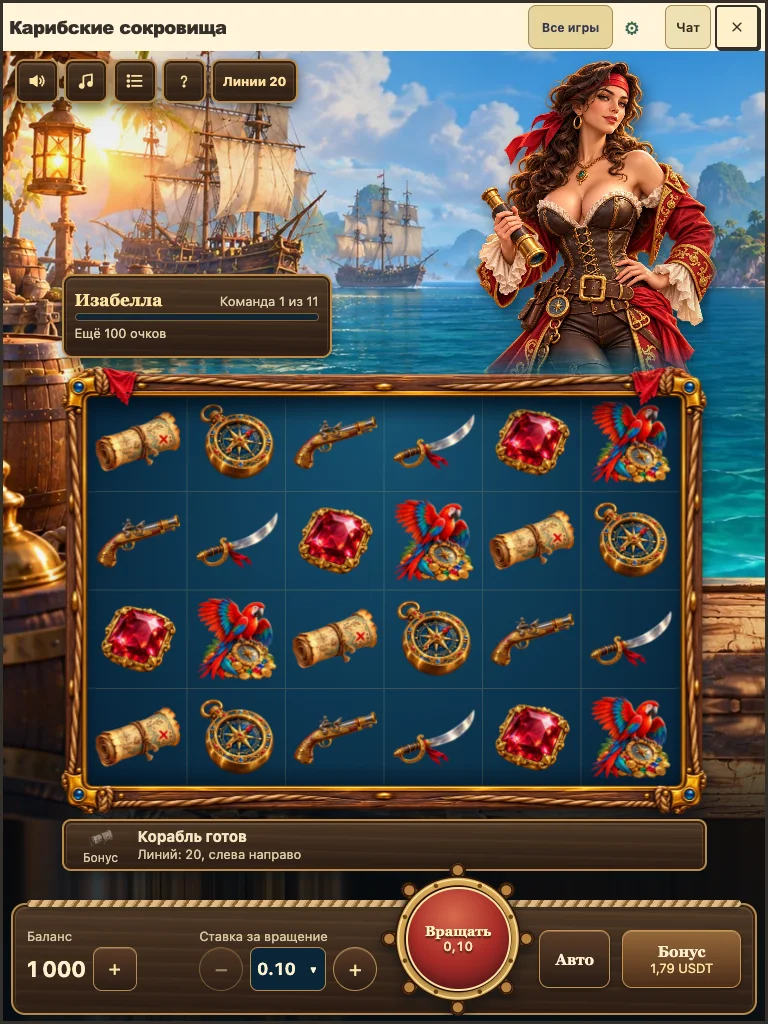 Карибские сокровища
Все игры
Чат
×
?
Линии 20
Изабелла
Команда 1 из 11
Ещё 100 очков
Бонус
Корабль готов
Линий: 20, слева направо
Баланс
1 000
+
Ставка за вращение
−
0.10
+
Вращать
0,10
Авто
Бонус
1,79 USDT